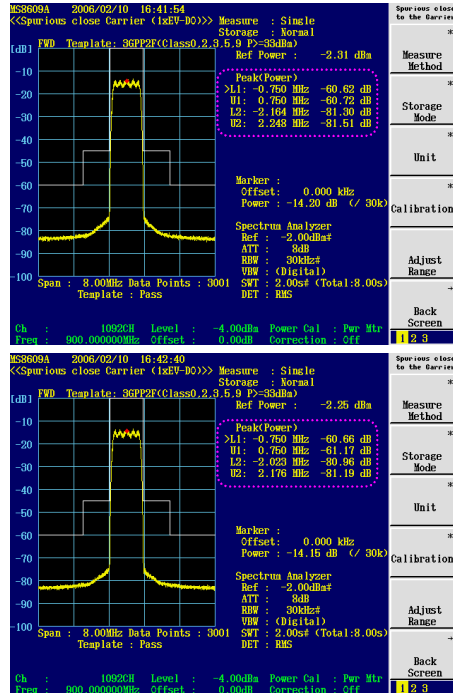 MS8609A 2006/02/10 16:41:54
<<Spurious close Carrier (1xEV-DO)>> Measure : Single
Storage : Normal
FWD Template: 3GPP2F(Class0,2,3,5,9 P>=33dBm)
[dB] Ref Power : -2.31 dBm
Peak(Power)
>L1: -0.750 MHz -60.62 dB
U1: 0.750 MHz -60.72 dB
L2: -2.164 MHz -81.30 dB
U2: 2.248 MHz -81.51 dB
-10
-20
-30
-40
-50
-60
-70
-80
-90
-100
Marker :
Offset: 0.000 kHz
Power : -14.20 dB (/ 30k)
Spectrum Analyzer
Ref : -2.00dBm#
ATT : 8dB
RBW : 30kHz#
VBW : (Digital)
SWT : 2.00s# (Total:8.00s)
DET : RMS
Span : 8.00MHz Data Points : 3001
Template : Pass
Ch : 1092CH Level : -4.00dBm Power Cal : Pwr Mtr
Freq : 900.000000MHz Offset : 0.00dB Correction : Off
Spurious close
to the Carrier
*
Measure
Method
*
Storage
Mode
*
Unit
*
Calibration
Adjust
Range
→
Back
Screen
1 2 3
MS8609A 2006/02/10 16:42:40
<<Spurious close Carrier (1xEV-DO)>> Measure : Single
Storage : Normal
FWD Template: 3GPP2F(Class0,2,3,5,9 P>=33dBm)
[dB] Ref Power : -2.25 dBm
Peak(Power)
>L1: -0.750 MHz -60.66 dB
U1: 0.750 MHz -61.17 dB
L2: -2.023 MHz -80.96 dB
U2: 2.176 MHz -81.19 dB
-10
-20
-30
-40
-50
-60
-70
-80
-90
-100
Marker :
Offset: 0.000 kHz
Power : -14.15 dB (/ 30k)
Spectrum Analyzer
Ref : -2.00dBm#
ATT : 8dB
RBW : 30kHz#
VBW : (Digital)
SWT : 2.00s# (Total:8.00s)
DET : RMS
Span : 8.00MHz Data Points : 3001
Template : Pass
Ch : 1092CH Level : -4.00dBm Power Cal : Pwr Mtr
Freq : 900.000000MHz Offset : 0.00dB Correction : Off
Spurious close
to the Carrier
*
Measure
Method
*
Storage
Mode
*
Unit
*
Calibration
Adjust
Range
→
Back
Screen
1 2 3